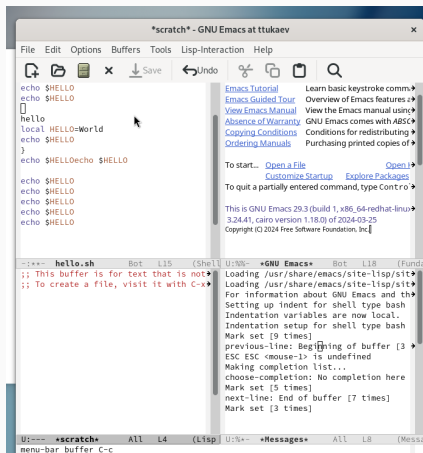 *scratch* - GNU Emacs at ttukaev
×
File Edit Options Buffers Tools Lisp-Interaction Help
Save Undo
echo $HELLO
echo $HELLO
hello
local HELLO=World
echo $HELLO
}
echo $HELLOecho $HELLO
echo $HELLO
echo $HELLO
echo $HELLO
echo $HELLO
echo $HELLO
-:**- hello.sh Bot L15 (Shell
Emacs Tutorial Learn basic keystroke comm
Emacs Guided Tour Overview of Emacs features
View Emacs Manual View the Emacs manual using
Absence of Warranty GNU Emacs comes with ABSO
Copying Conditions Conditions for redistributing
Ordering Manuals Purchasing printed copies of
To start... Open a File Open
Customize Startup Explore Packages
To quit a partially entered command, type Contro
This is GNU Emacs 29.3 (build 1, x86_64-redhat-linu
3.24.41, cairo version 1.18.0) of 2024-03-25
Copyright (C) 2024 Free Software Foundation, Inc.
U:%%- *GNU Emacs* Bot L18 (Funda
;; This buffer is for text that is not
;; To create a file, visit it with C-x
U:--- *scratch* All L4 (Lisp
Loading /usr/share/emacs/site-lisp/sit
Loading /usr/share/emacs/site-lisp/sit
For information about GNU Emacs and th
Setting up indent for shell type bash
Indentation variables are now local.
Indentation setup for shell type bash
Mark set [9 times]
previous-line: Beginning of buffer [3
ESC ESC <mouse-1> is undefined
Making completion list...
choose-completion: No completion here
Mark set [5 times]
next-line: End of buffer [7 times]
Mark set [3 times]
U:%*- *Messages* All L8 (Messa
menu-bar buffer C-c